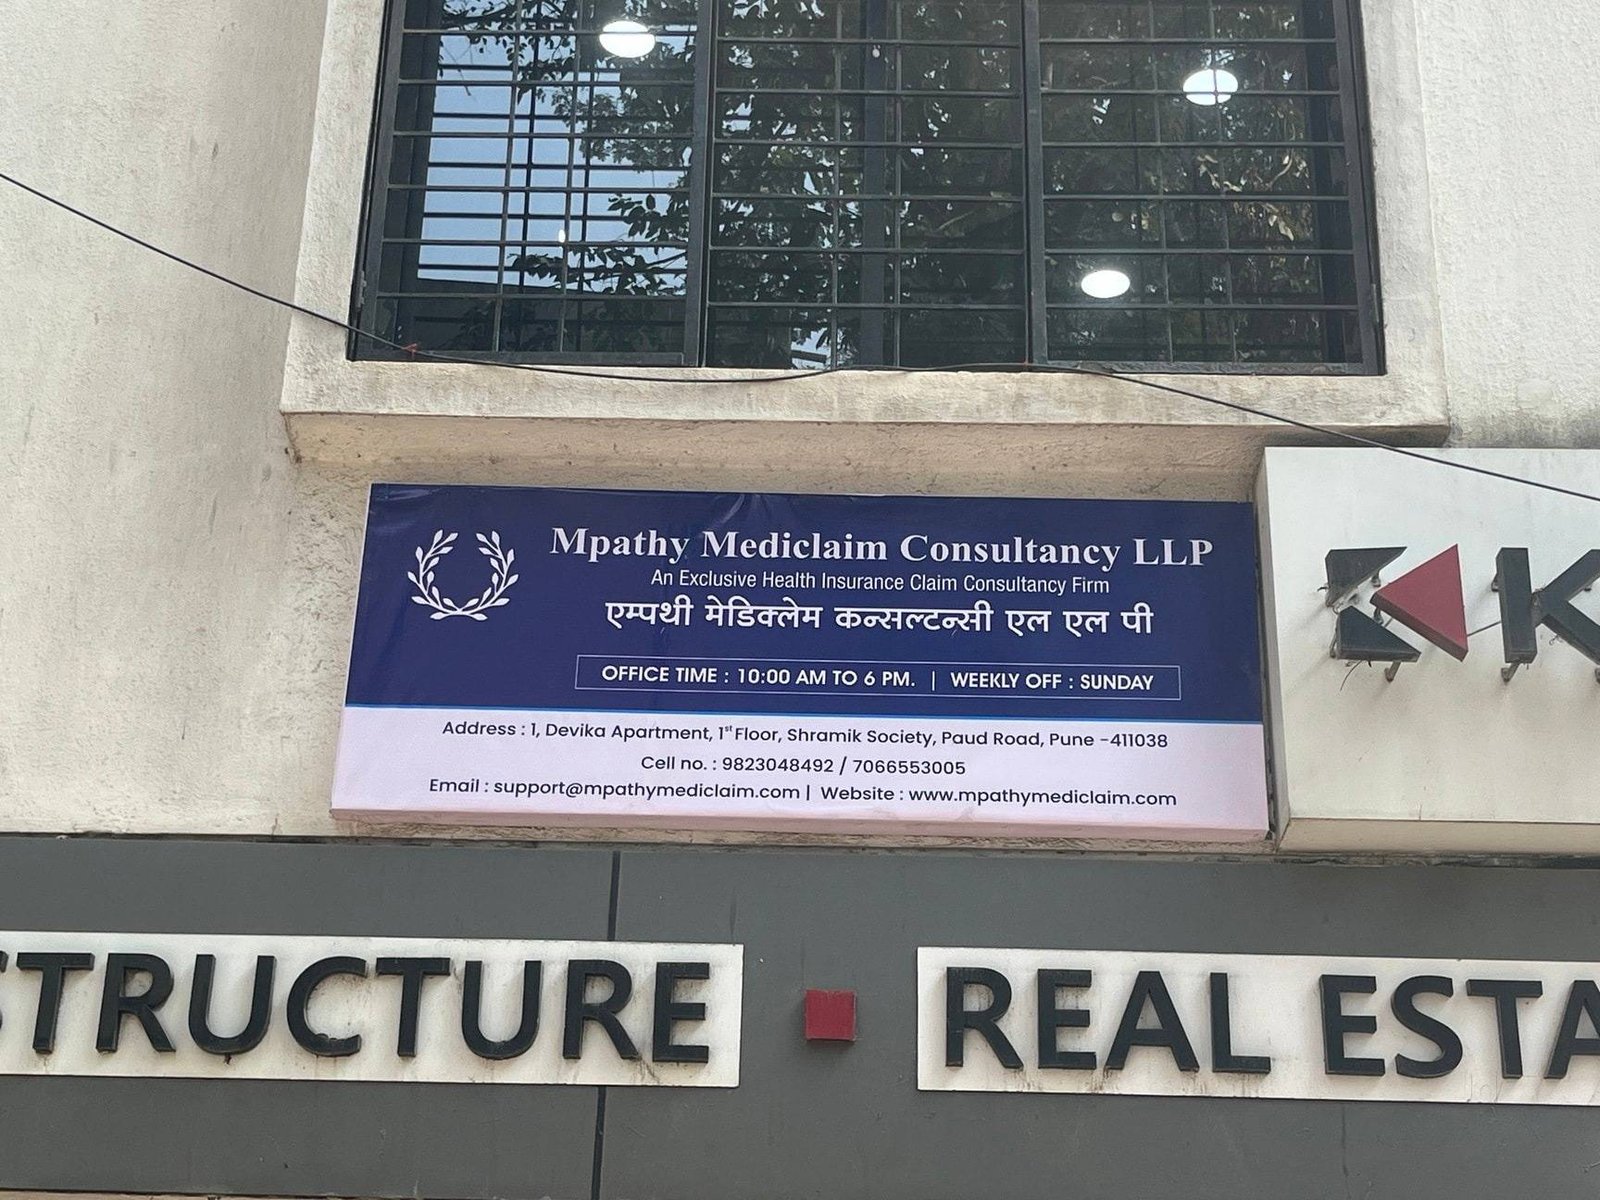 Mpathy Mediclaim Consultancy LLP
An Exclusive Health Insurance Claim Consultancy Firm
एम्पथी मेडिक्लेम कन्सल्टन्सी एल एल पी
OFFICE TIME : 10:00 AM TO 6 PM. | WEEKLY OFF : SUNDAY
Address : 1, Devika Apartment, 1st Floor, Shramik Society, Paud Road, Pune -411038
Cell no. : 9823048492 / 7066553005
Email : support@mpathymediclaim.com | Website : www.mpathymediclaim.com
K
STRUCTURE
REAL ESTA